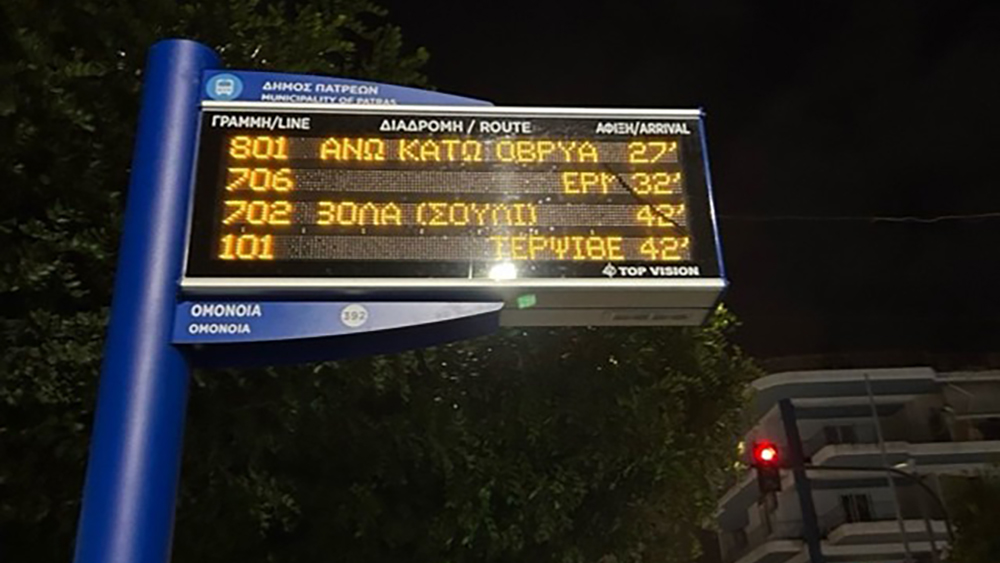 ΔΗΜΟΣ ΠΑΤΡΕΩΝ
MUNICIPALITY OF PATRAS
ΓΡΑΜΜΗ/LINE ΔΙΑΔΡΟΜΗ / ROUTE ΑΦΙΞΗ/ARRIVAL
801 ΑΝΩ ΚΑΤΩ ΟΒΡΥΑ 27'
706 ΕΡΜ 32'
702 ΒΟΛΑ (ΣΟΥΛΙ) 42'
101 ΤΕΡΨΙΘΕ 42'
TOP VISION
ΟΜΟΝΟΙΑ 392
ΟΜΟΝΟΙΑ